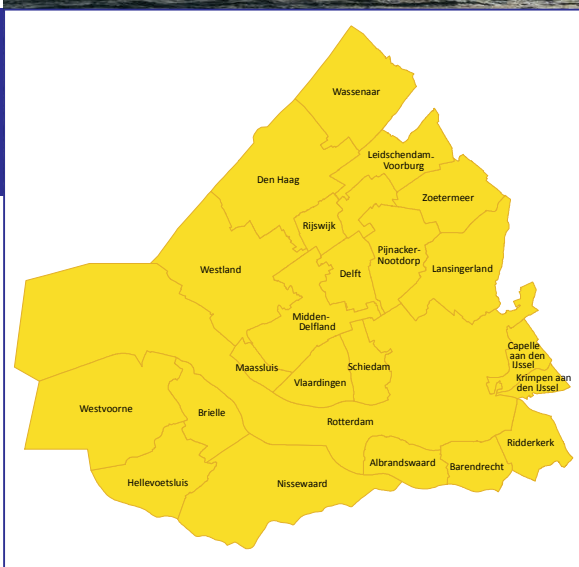 Wassenaar
Leidschendam-
Voorburg
Den Haag
Zoetermeer
Rijswijk
Pijnacker-
Nootdorp
Westland
Delft
Lansingerland
Midden-
Delfland
Capelle
aan den
IJssel
Maassluis
Schiedam
Vlaardingen
Krimpen aan
den IJssel
Westvoorne
Brielle
Rotterdam
Ridderkerk
Albrandswaard
Barendrecht
Hellevoetsluis
Nissewaard